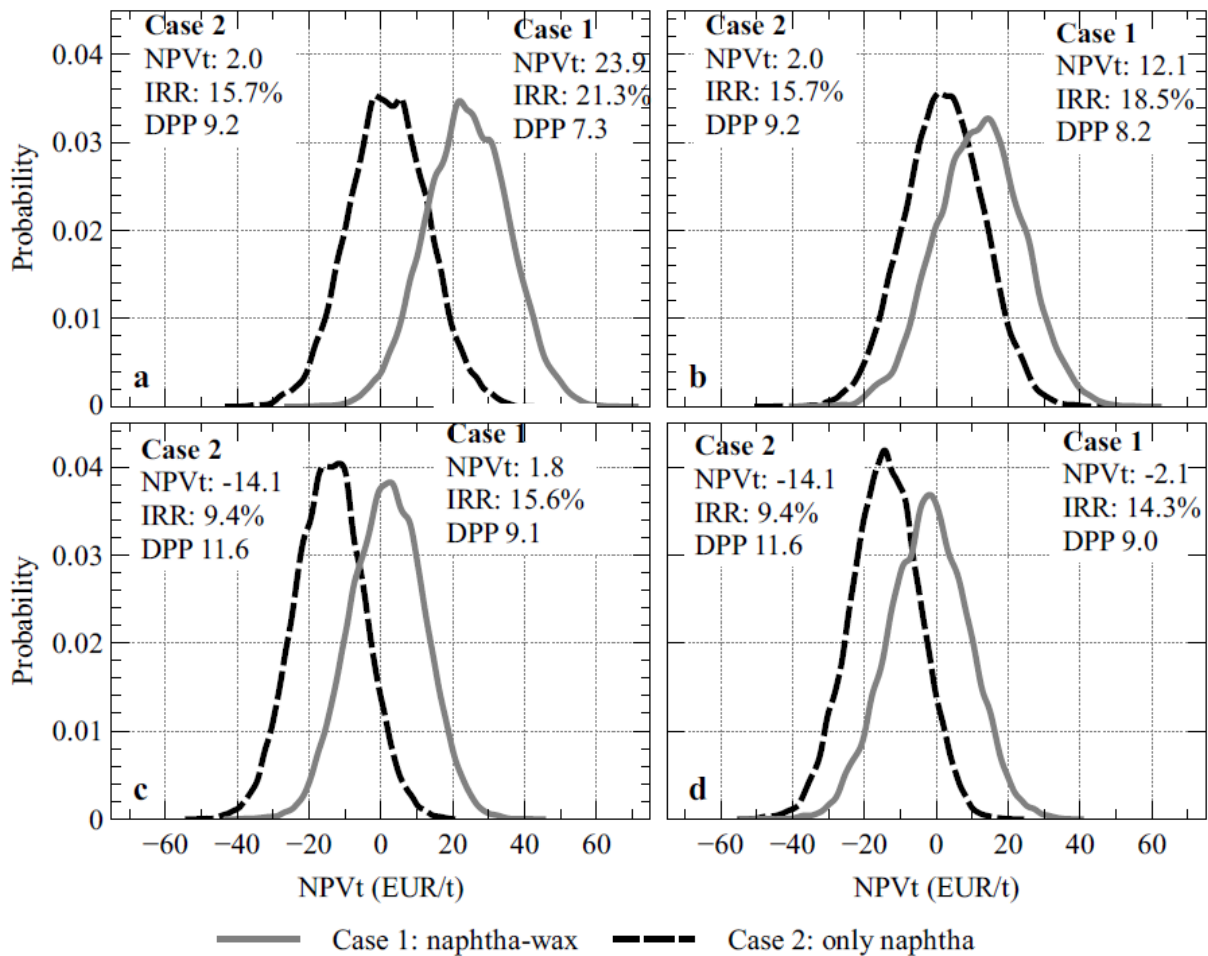 Case 2
NPVt: 2.0
IRR: 15.7%
DPP 9.2
Case 1
NPVt: 23.9
IRR: 21.3%
DPP 7.3
a
Case 2
NPVt: 2.0
IRR: 15.7%
DPP 9.2
Case 1
NPVt: 12.1
IRR: 18.5%
DPP 8.2
b
0.04
0.03
0.02
0.01
0
Probability
Case 2
NPVt: -14.1
IRR: 9.4%
DPP 11.6
Case 1
NPVt: 1.8
IRR: 15.6%
DPP 9.1
c
Case 2
NPVt: -14.1
IRR: 9.4%
DPP 11.6
Case 1
NPVt: -2.1
IRR: 14.3%
DPP 9.0
d
0.04
0.03
0.02
0.01
0
Probability
−60 −40 −20 0 20 40 60
−60 −40 −20 0 20 40 60
NPVt (EUR/t)
NPVt (EUR/t)
Case 1: naphtha-wax
Case 2: only naphtha